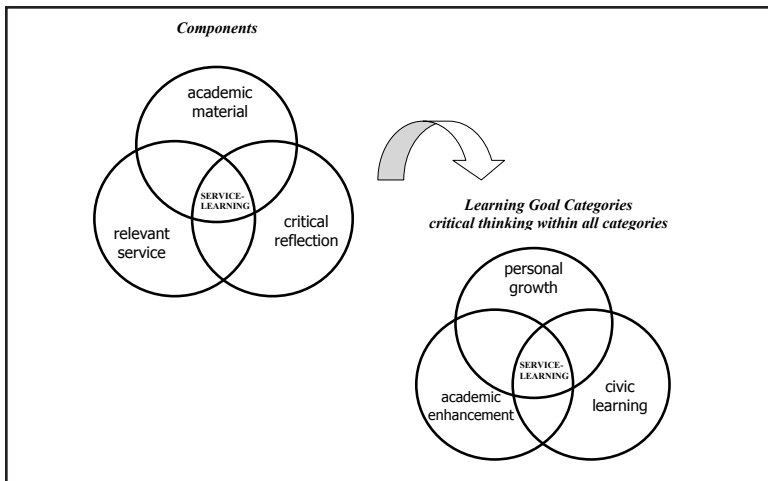 Components
academic
material
SERVICE-
LEARNING
relevant
service
critical
reflection
Learning Goal Categories
critical thinking within all categories
personal
growth
SERVICE-
LEARNING
academic
enhancement
civic
learning